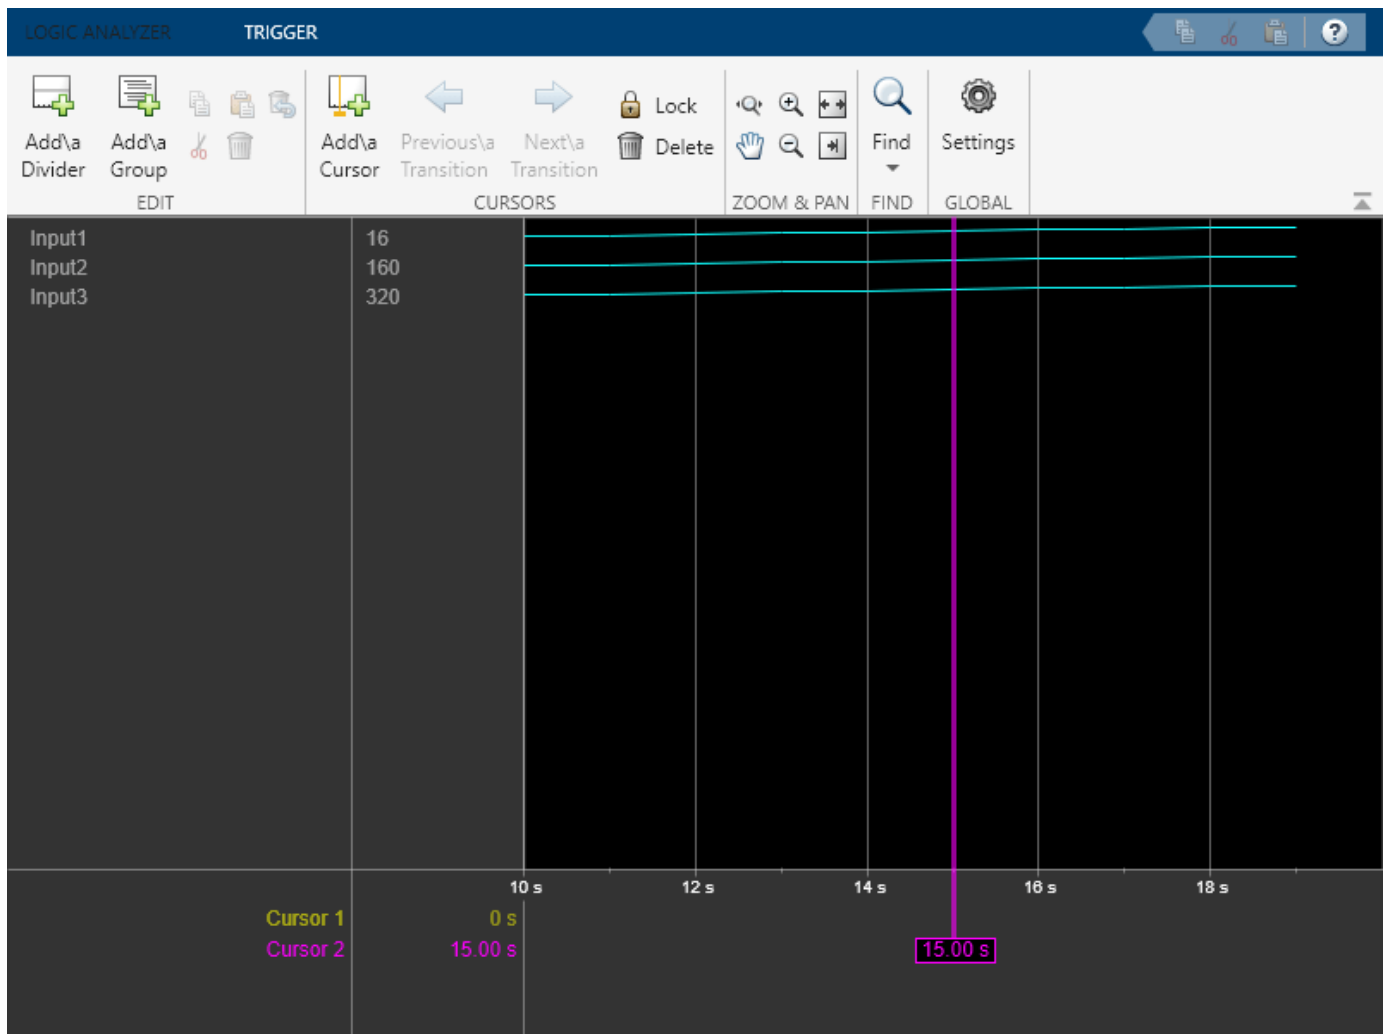 LOGIC ANALYZER TRIGGER
Add\a Divider
Add\a Group
EDIT
Add\a Cursor
Previous\a Transition
Next\a Transition
Lock
Delete
CURSORS
ZOOM & PAN
Find
FIND
Settings
GLOBAL
Input1 16
Input2 160
Input3 320
10 s 12 s 14 s 16 s 18 s
Cursor 1 0 s
Cursor 2 15.00 s 15.00 s